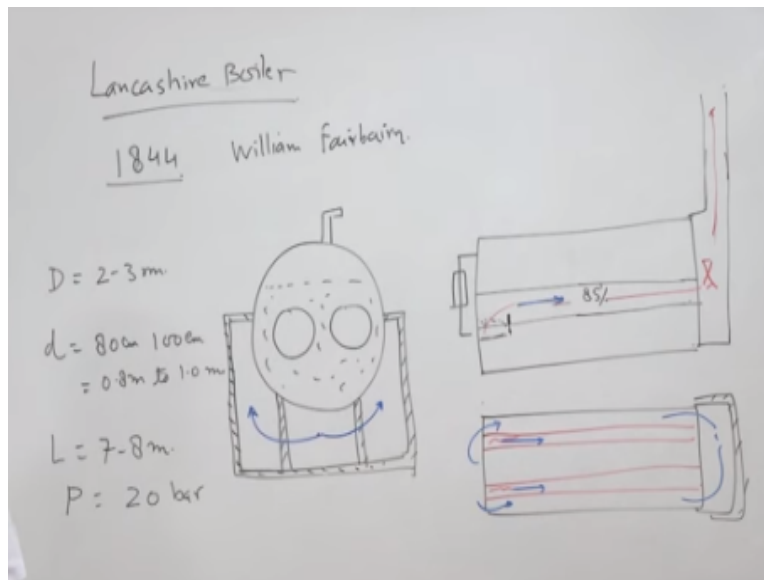 Lancashire Boiler
1844 William Fairbairn.
D = 2-3 m.
d = 80cm 100cm
= 0.8m to 1.0 m
L = 7-8 m.
P = 20 bar
85%